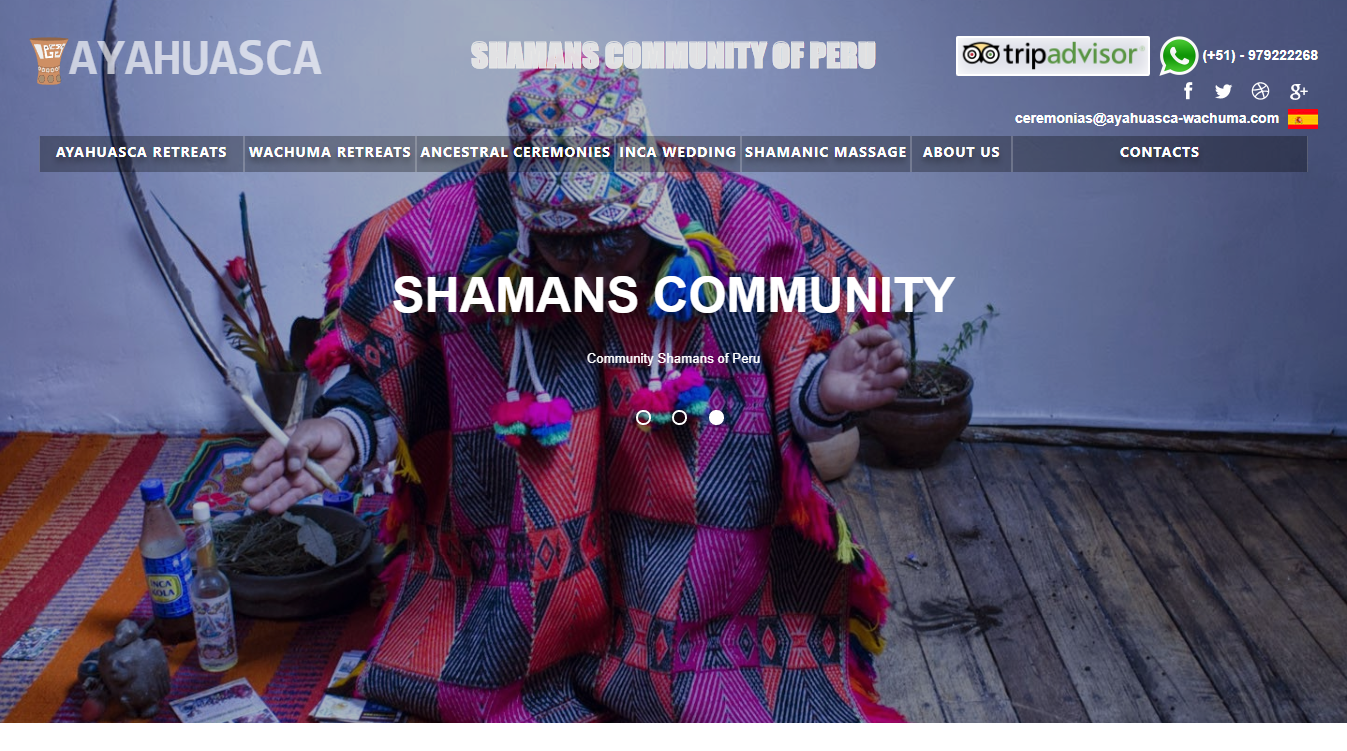 AYAHUASCA
SHAMANS COMMUNITY OF PERU
tripadvisor®
(+51) - 979222268
ceremonias@ayahuasca-wachuma.com
AYAHUASCA RETREATS WACHUMA RETREATS ANCESTRAL CEREMONIES INCA WEDDING SHAMANIC MASSAGE ABOUT US CONTACTS
SHAMANS COMMUNITY
Community Shamans of Peru
INCA
KOLA